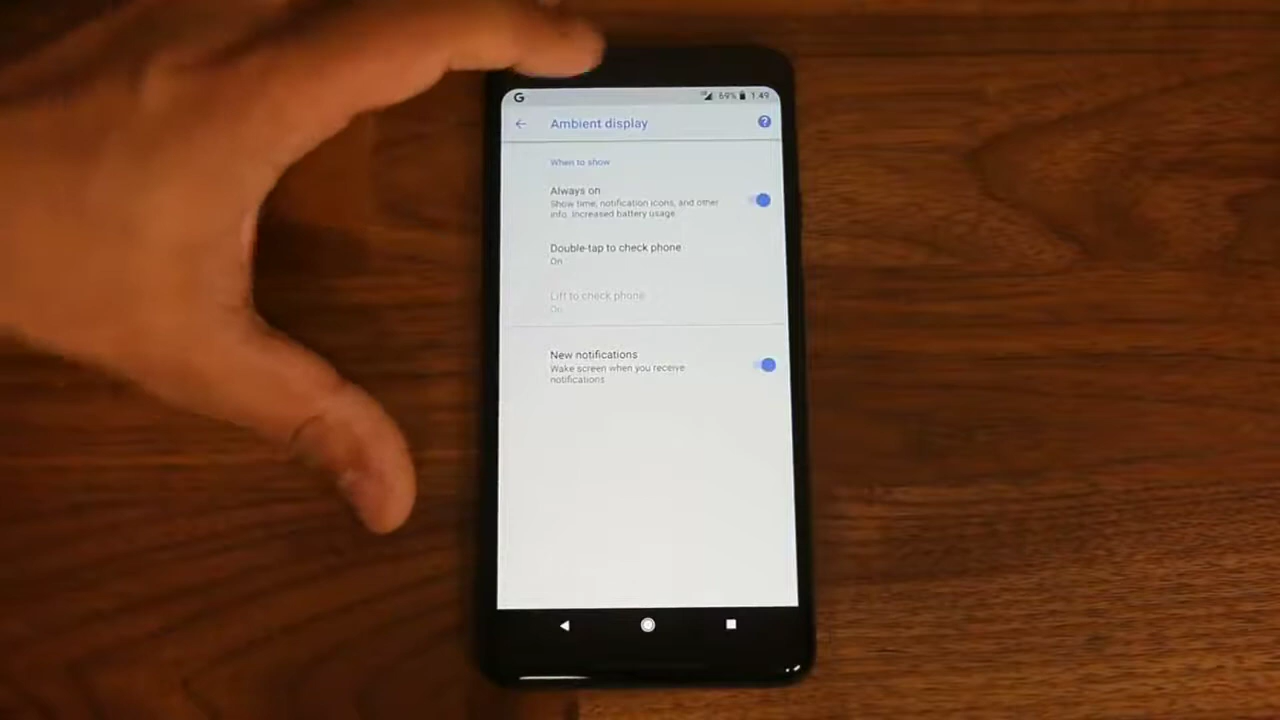 G 69% 1:49
Ambient display ?
When to show
Always on
Show time, notification icons, and other
info. Increased battery usage
Double-tap to check phone
On
Lift to check phone
On
New notifications
Wake screen when you receive
notifications